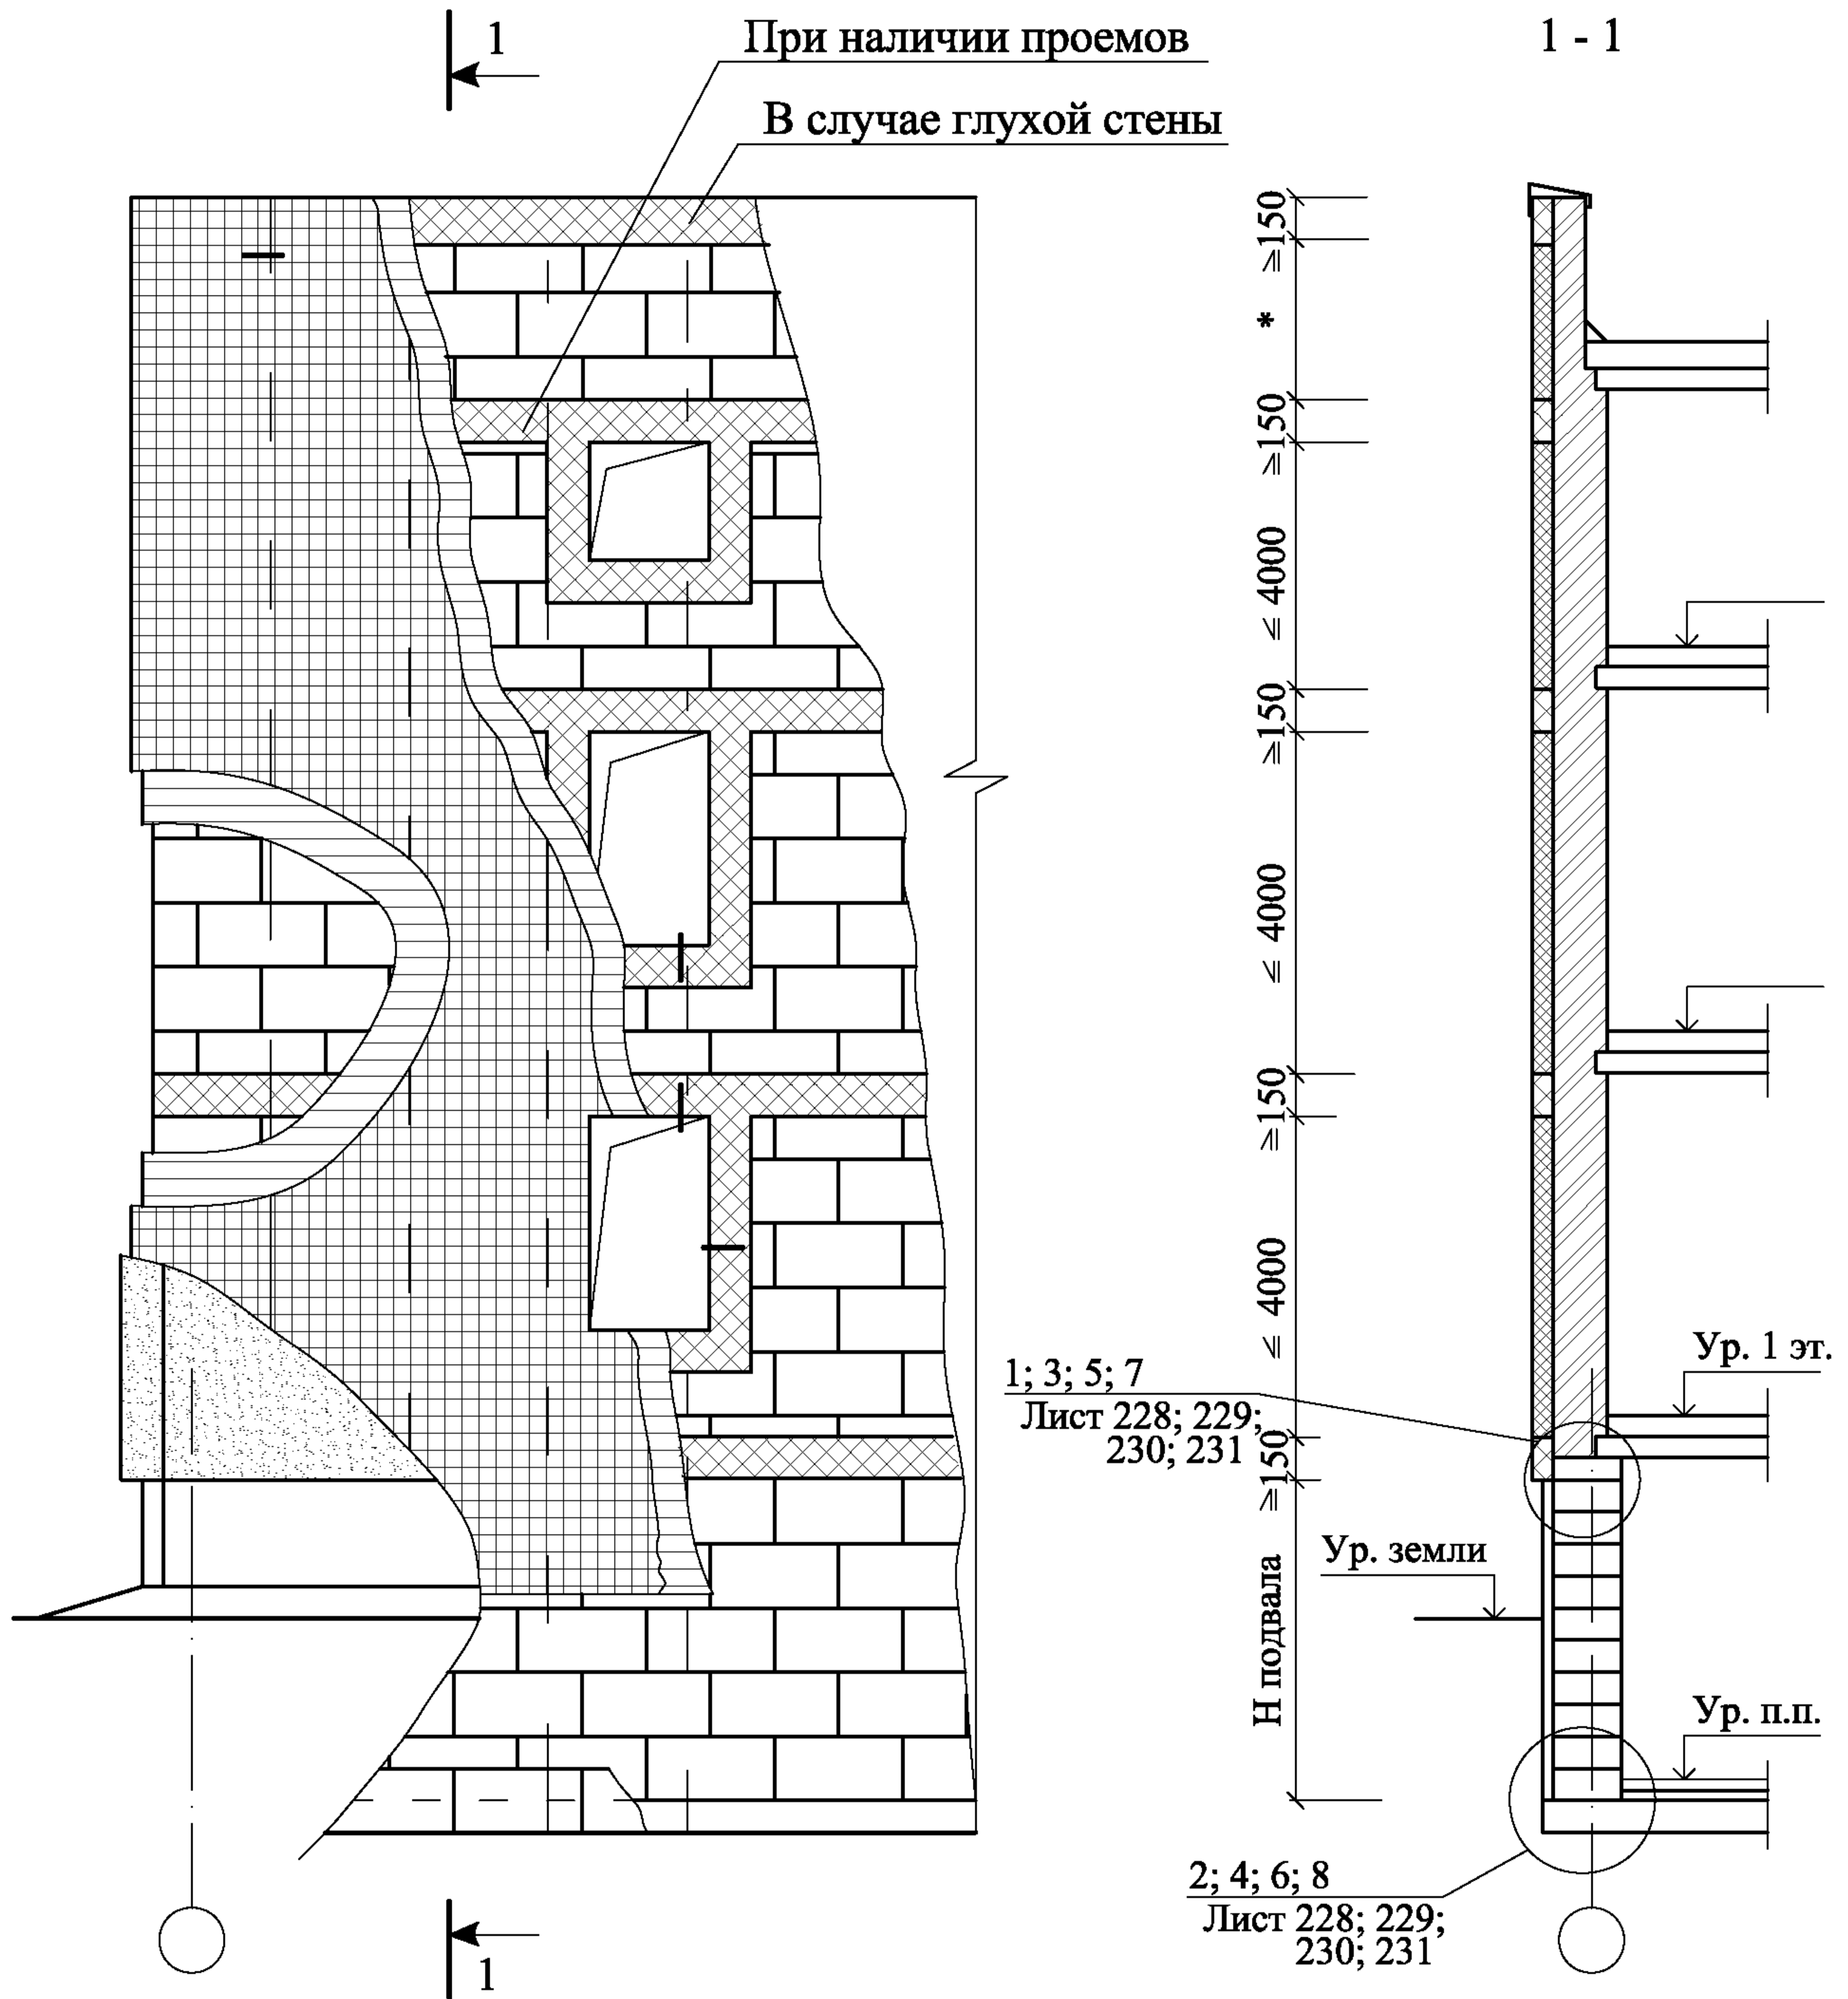 1
При наличии проемов
1 - 1
В случае глухой стены
≥150
*
≥150
≤ 4000
≥150
≤ 4000
≥150
≤ 4000
Ур. 1 эт.
1; 3; 5; 7
Лист 228; 229;
230; 231
≥150
Ур. земли
Н подвала
Ур. п.п.
2; 4; 6; 8
Лист 228; 229;
230; 231
1